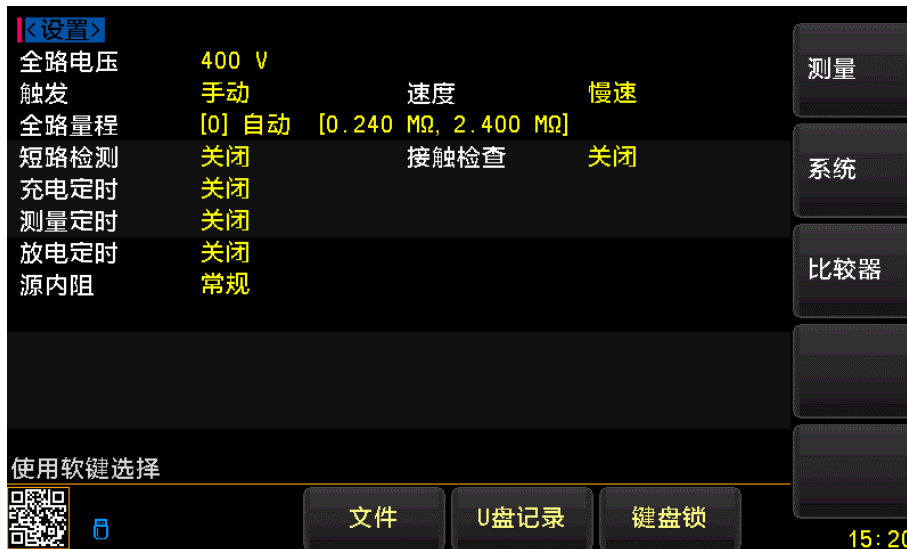 <设置>
全路电压 400 V
触发 手动 速度 慢速
全路量程 [0] 自动 [0.240 MΩ, 2.400 MΩ]
短路检测 关闭 接触检查 关闭
充电定时 关闭
测量定时 关闭
放电定时 关闭
源内阻 常规
使用软键选择
测量
系统
比较器
文件 U盘记录 键盘锁
15:20